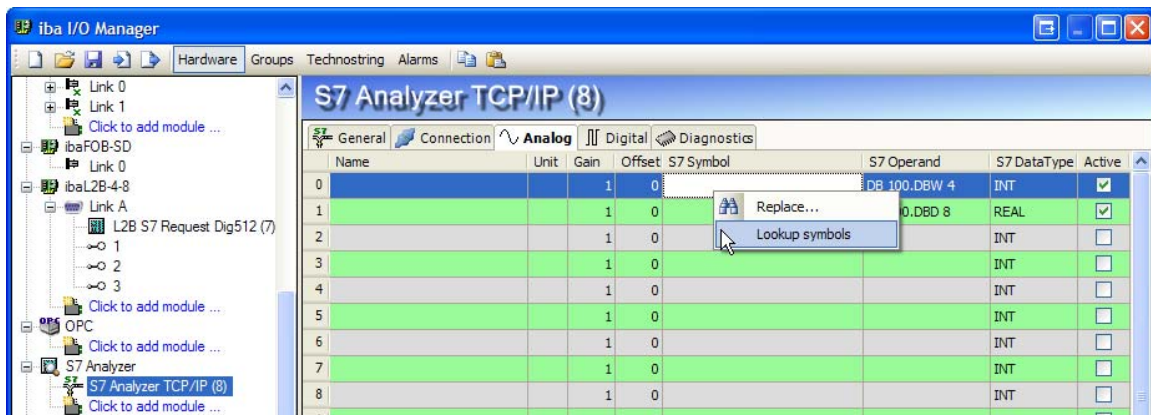 iba I/O Manager
Hardware Groups Technostring Alarms
Link 0
Link 1
Click to add module ...
ibaFOB-SD
Link 0
ibaL2B-4-8
Link A
L2B S7 Request Dig512 (7)
1
2
3
Click to add module ...
OPC
Click to add module ...
S7 Analyzer
S7 Analyzer TCP/IP (8)
Click to add module ...
S7 Analyzer TCP/IP (8)
General Connection Analog Digital Diagnostics
Name Unit Gain Offset S7 Symbol S7 Operand S7 DataType Active
0 1 0 DB 100.DBW 4 INT
1 1 0 00.DBD 8 REAL
2 1 0 INT
3 1 0 INT
4 1 0 INT
5 1 0 INT
6 1 0 INT
7 1 0 INT
8 1 0 INT
Replace...
Lookup symbols